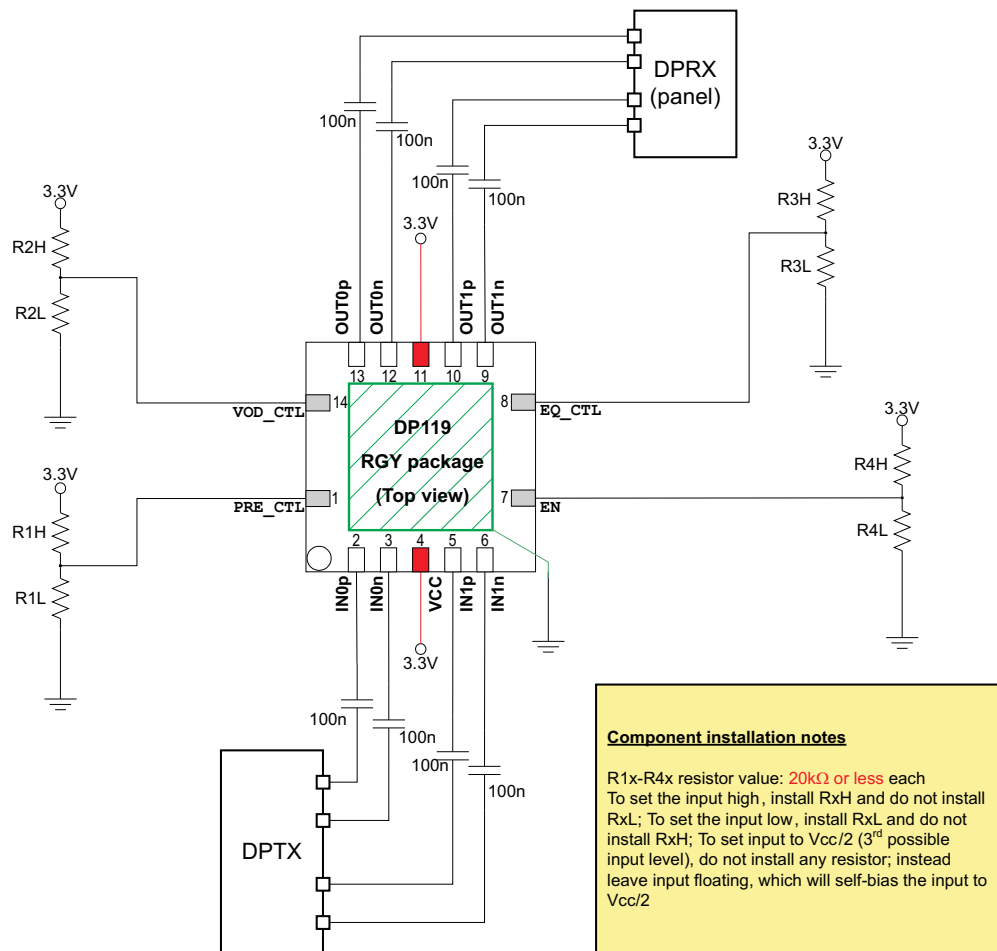 DPRX
(panel)
100n
100n
100n
100n
3.3V
R3H
R3L
3.3V
R2H
R2L
3.3V
OUT0p
OUT0n
OUT1p
OUT1n
13
12
11
10
9
14
VOD_CTL
8
EQ_CTL
DP119
RGY package
(Top view)
3.3V
R4H
R4L
3.3V
R1H
R1L
1
PRE_CTL
7
EN
2
3
4
5
6
IN0p
IN0n
VCC
IN1p
IN1n
3.3V
100n
100n
100n
100n
DPTX
Component installation notes
R1x-R4x resistor value: 20kΩ or less each
To set the input high, install RxH and do not install
RxL; To set the input low, install RxL and do not
install RxH; To set input to Vcc/2 (3rd possible
input level), do not install any resistor; instead
leave input floating, which will self-bias the input to
Vcc/2